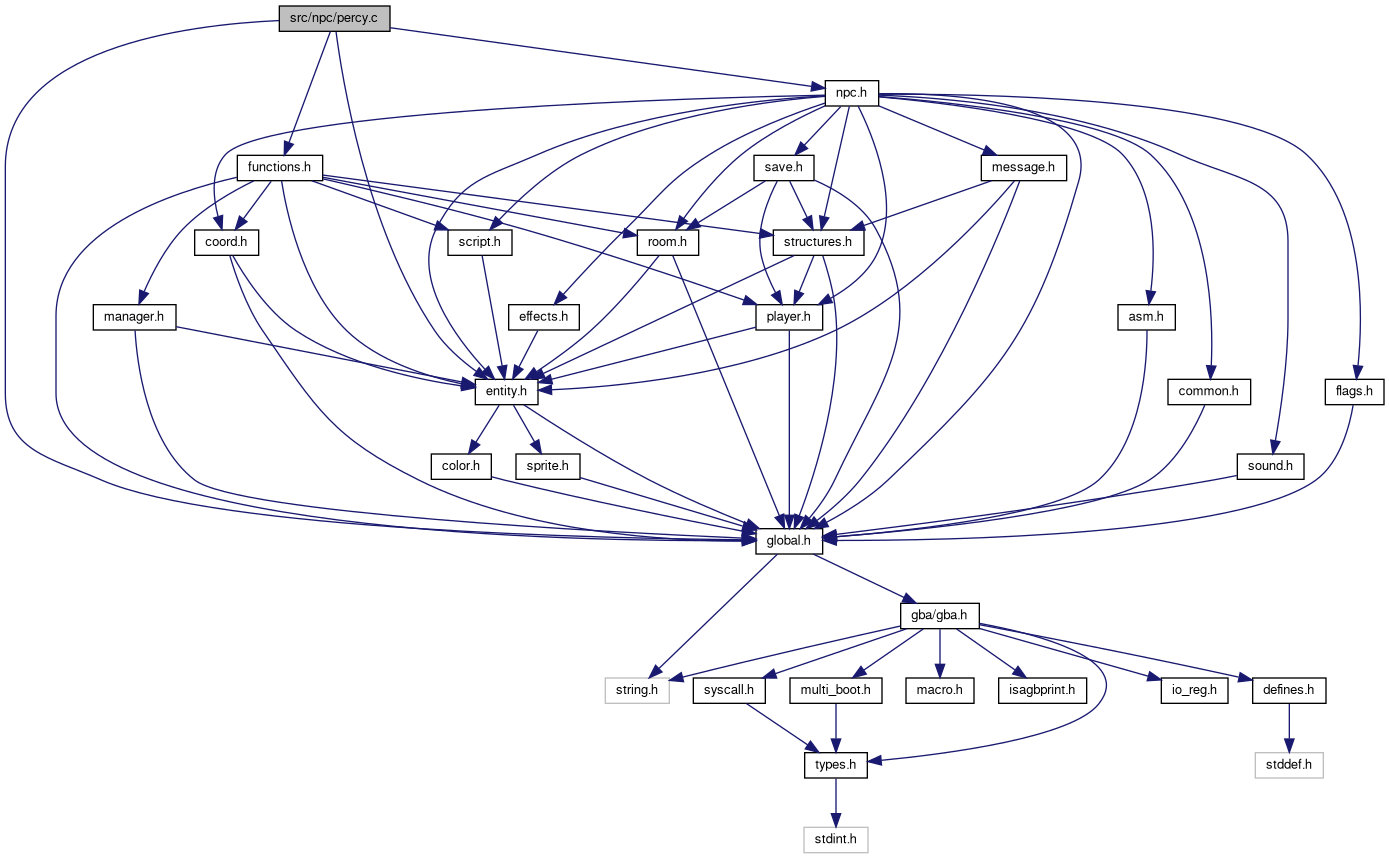 src/npc/percy.c
npc.h
functions.h
save.h
message.h
coord.h
script.h
room.h
structures.h
manager.h
effects.h
player.h
asm.h
entity.h
common.h
flags.h
color.h
sprite.h
sound.h
global.h
gba/gba.h
string.h
syscall.h
multi_boot.h
macro.h
isagbprint.h
io_reg.h
defines.h
types.h
stddef.h
stdint.h